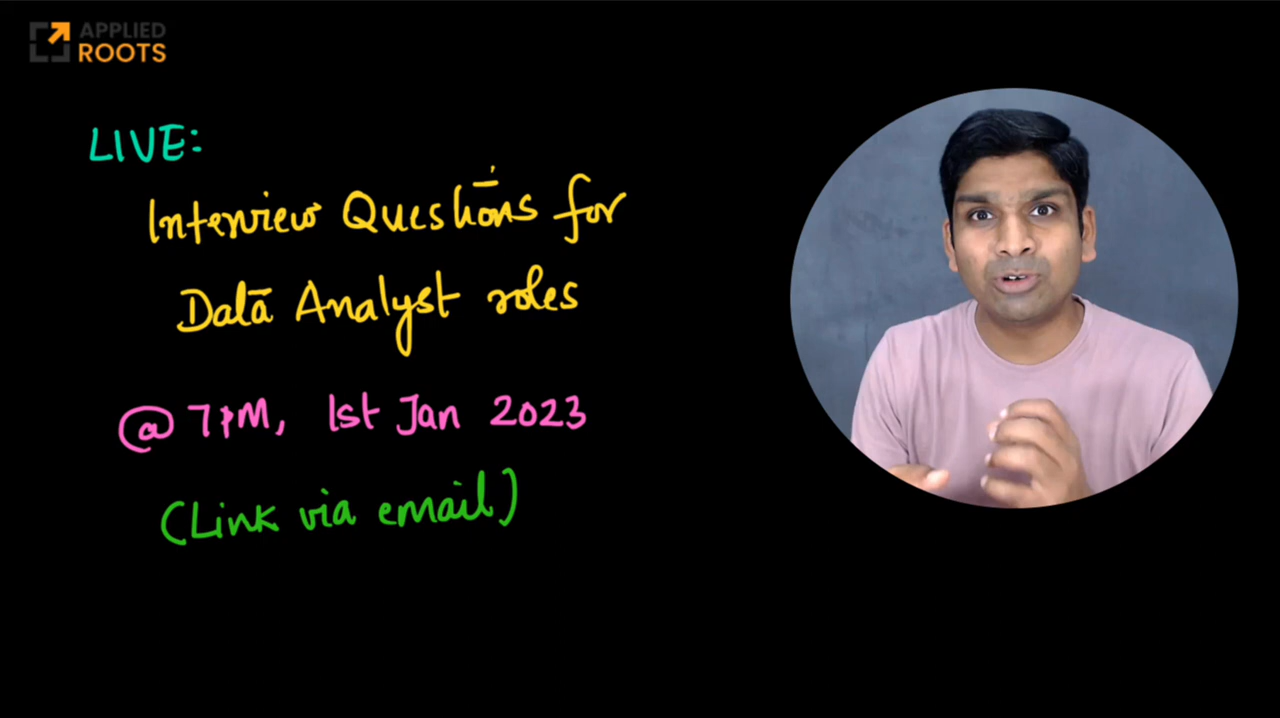 APPLIED
ROOTS
LIVE:
Interview Questions for
Data Analyst roles
@ 7PM, 1st Jan 2023
(Link via email)